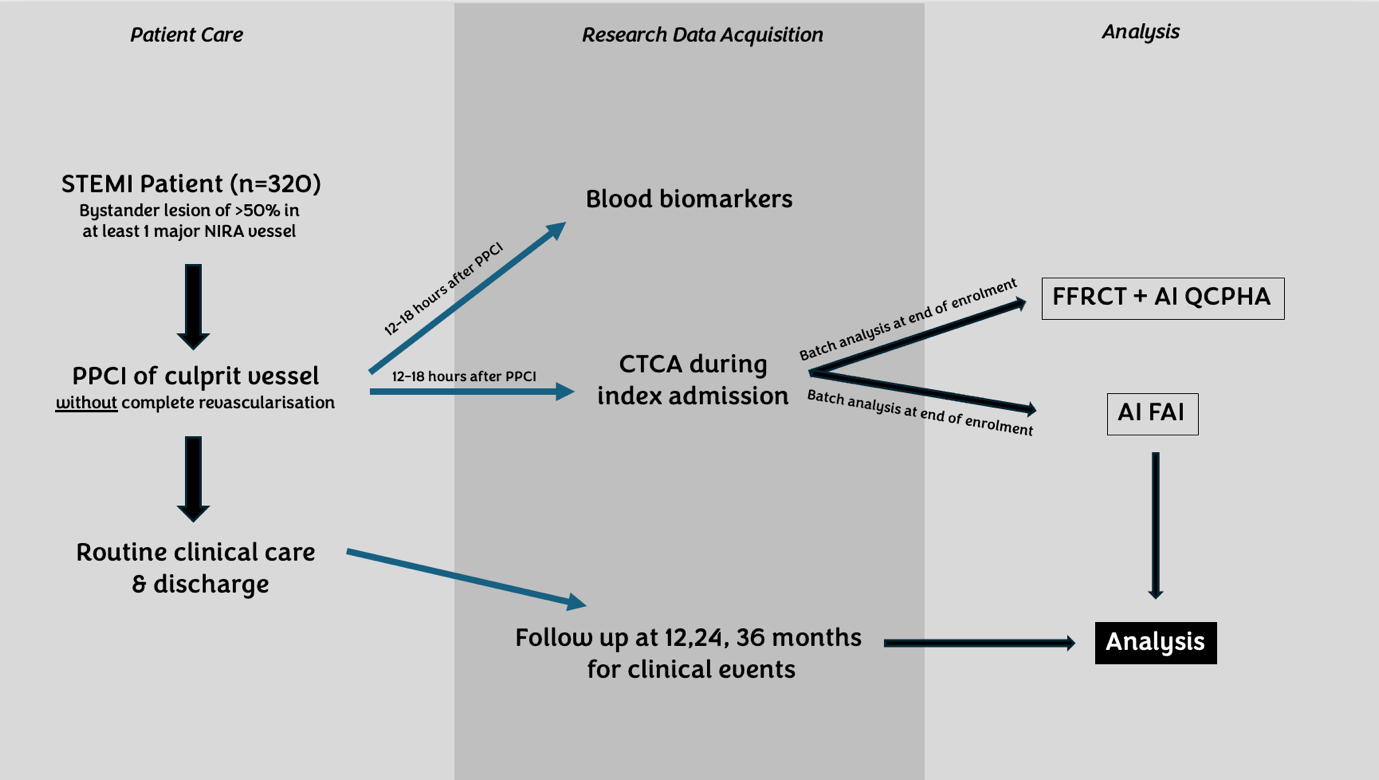 Patient Care
Research Data Acquisition
Analysis
STEMI Patient (n=320)
Bystander lesion of >50% in
at least 1 major NIRA vessel
PPCI of culprit vessel
without complete revascularisation
Routine clinical care
& discharge
12-18 hours after PPCI
12-18 hours after PPCI
Blood biomarkers
CTCA during
index admission
Follow up at 12,24, 36 months
for clinical events
Batch analysis at end of enrolment
Batch analysis at end of enrolment
FFRCT + AI QCPHA
AI FAI
Analysis